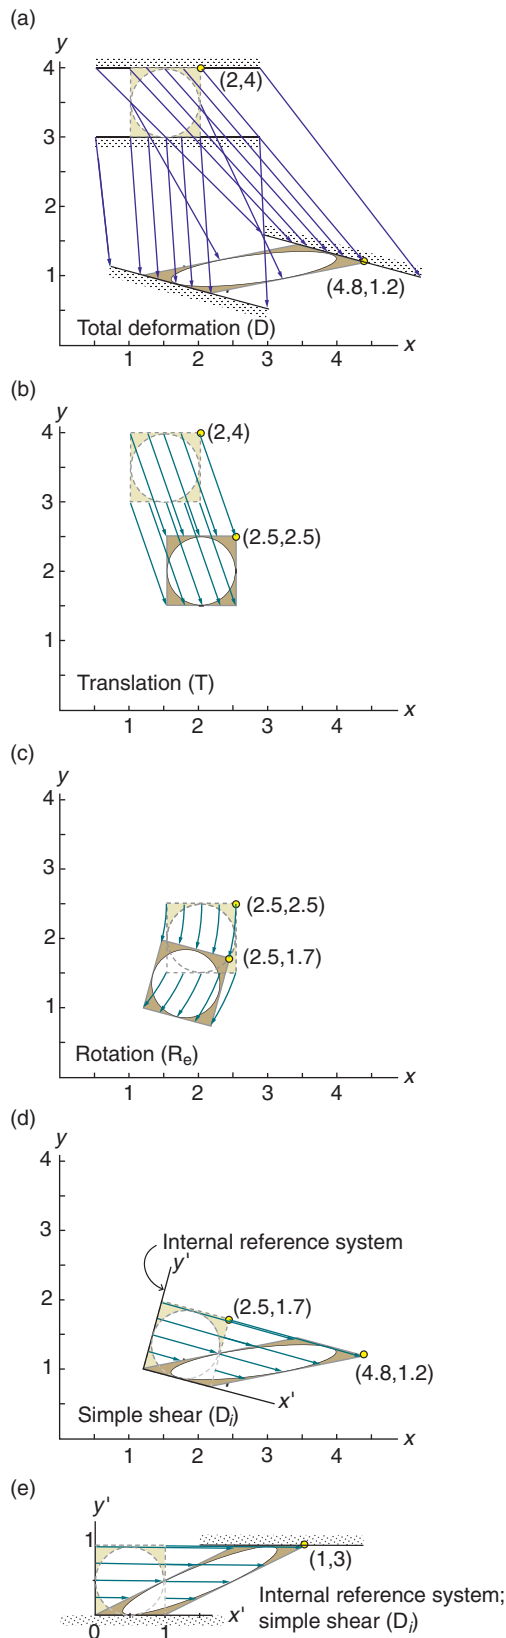 (a)
y
4
(2,4)
3
2
1
(4.8,1.2)
Total deformation (D)
x
1 2 3 4
(b)
y
4
(2,4)
3
(2.5,2.5)
2
1
Translation (T)
x
1 2 3 4
(c)
y
4
3
(2.5,2.5)
2
(2.5,1.7)
1
Rotation (Re)
x
1 2 3 4
(d)
y
4
3
Internal reference system
y'
2
(2.5,1.7)
1
(4.8,1.2)
x'
Simple shear (Di)
x
1 2 3 4
(e)
y'
1
(1,3)
Internal reference system;
x'
simple shear (Di)
0 1